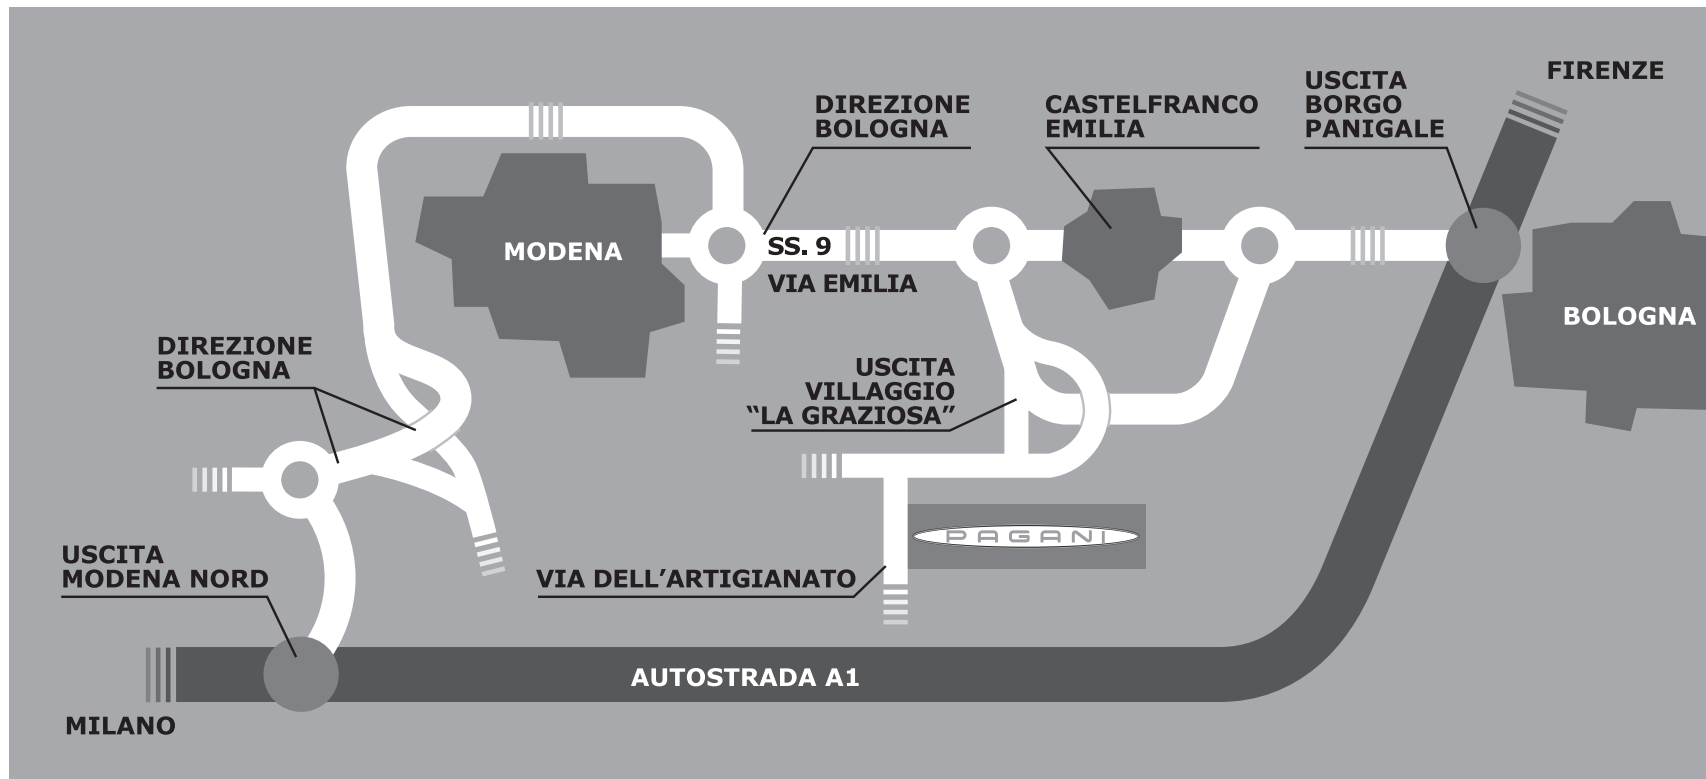 FIRENZE
USCITA
BORGO
PANIGALE
DIREZIONE
BOLOGNA
CASTELFRANCO
EMILIA
MODENA
SS. 9
VIA EMILIA
BOLOGNA
DIREZIONE
BOLOGNA
USCITA
VILLAGGIO
“LA GRAZIOSA”
PAGANI
USCITA
MODENA NORD
VIA DELL’ARTIGIANATO
AUTOSTRADA A1
MILANO